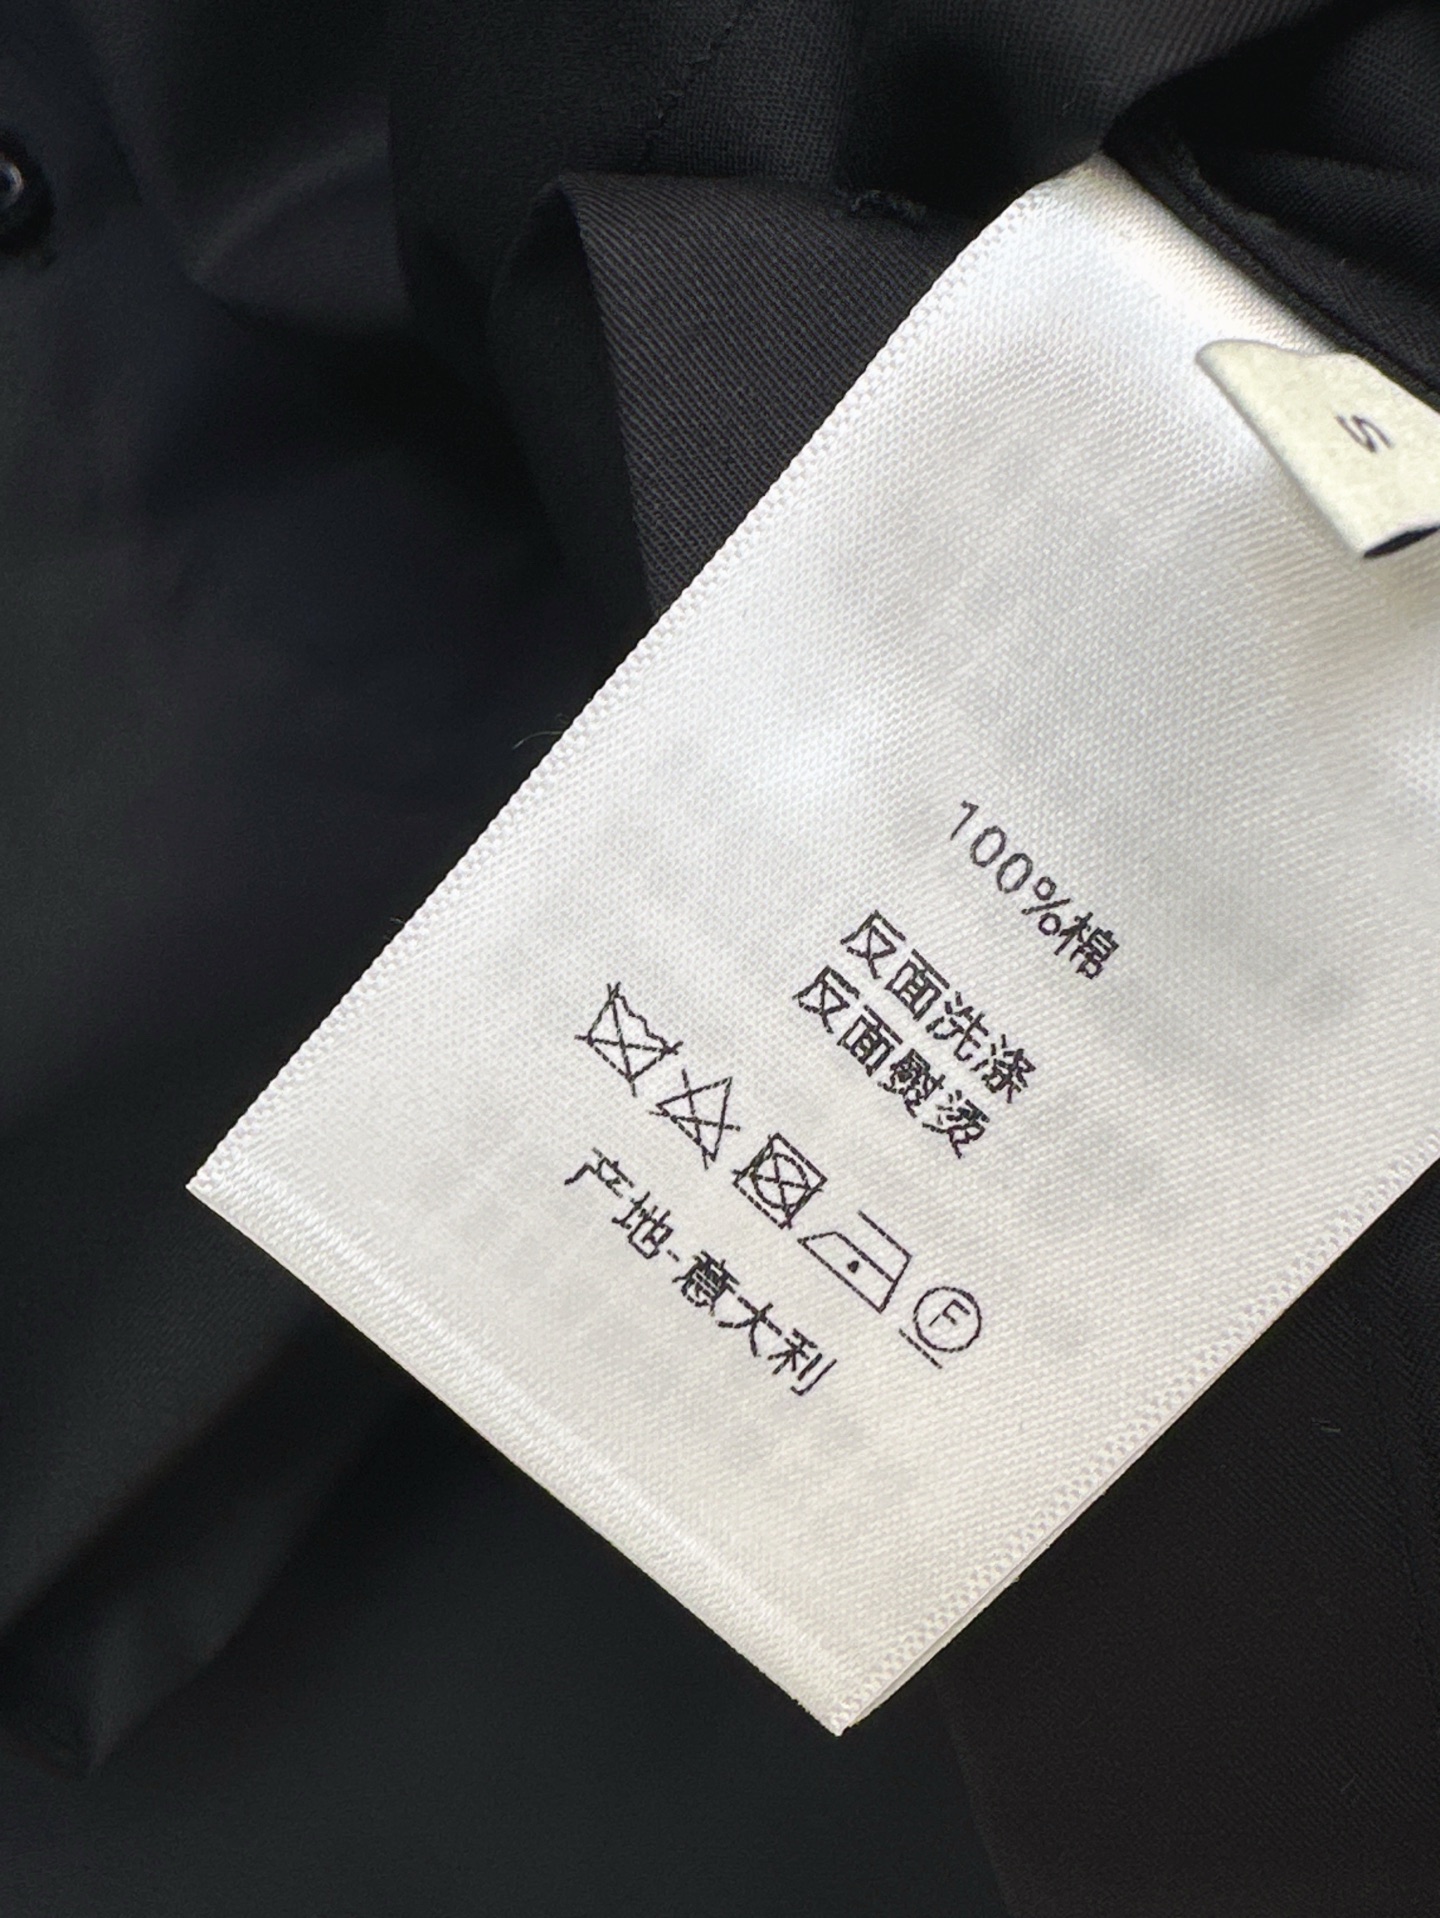 S
100%棉
反面洗涤
反面熨烫
F
产地-意大利